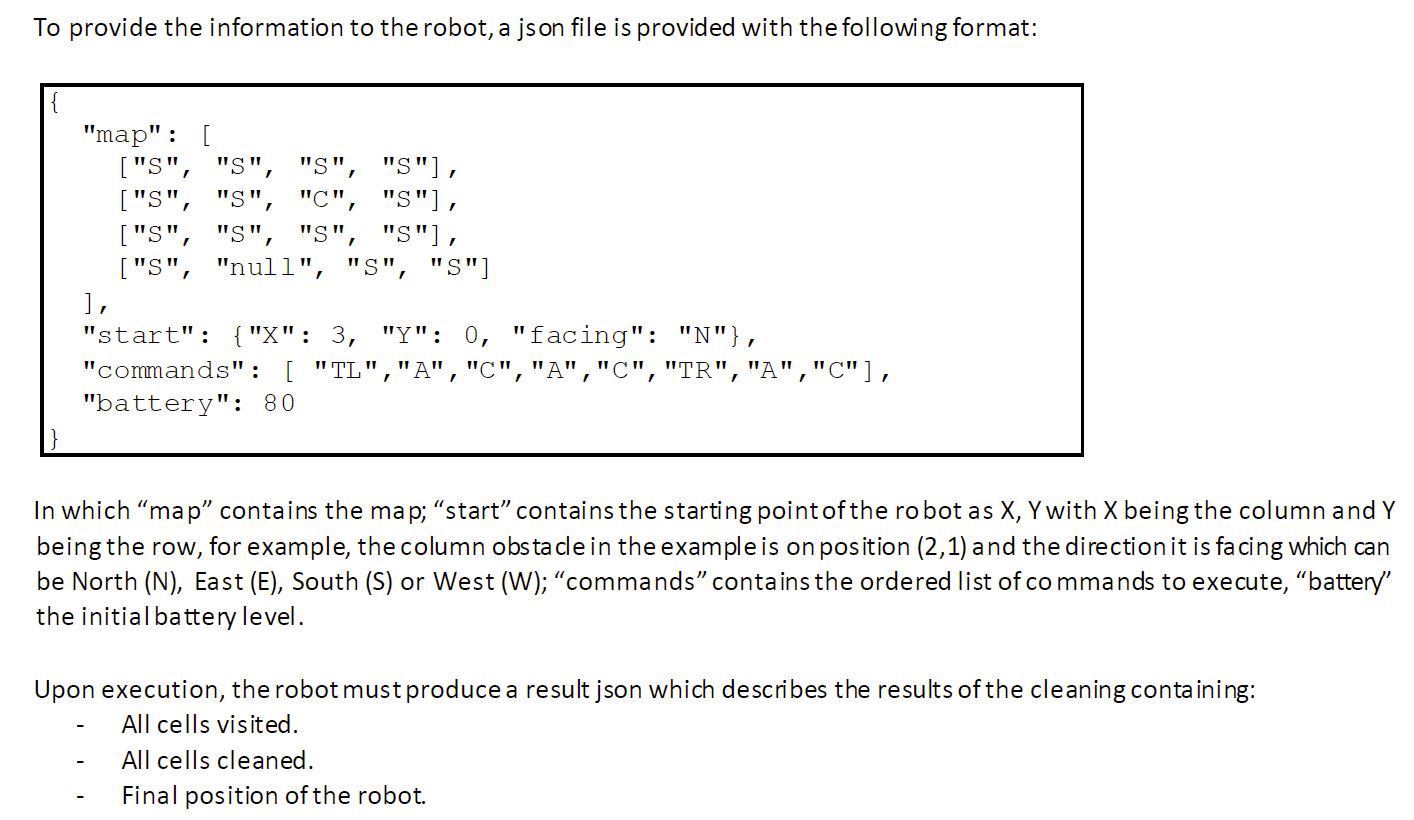 To provide the information to the robot, a json file is provided with the following format:
{
"map": [
["S", "S", "S", "S"],
["S", "S", "C", "S"],
["S", "S", "S", "S"],
["S", "null", "S", "S"]
],
"start": {"X": 3, "Y": 0, "facing": "N"},
"commands": [ "TL","A","C","A","C","TR","A","C"],
"battery": 80
}
In which “map” contains the map; “start” contains the starting point of the robot as X, Y with X being the column and Y
being the row, for example, the column obstacle in the example is on position (2,1) and the direction it is facing which can
be North (N), East (E), South (S) or West (W); “commands” contains the ordered list of commands to execute, “battery”
the initial battery level.
Upon execution, the robot must produce a result json which describes the results of the cleaning containing:
- All cells visited.
- All cells cleaned.
- Final position of the robot.